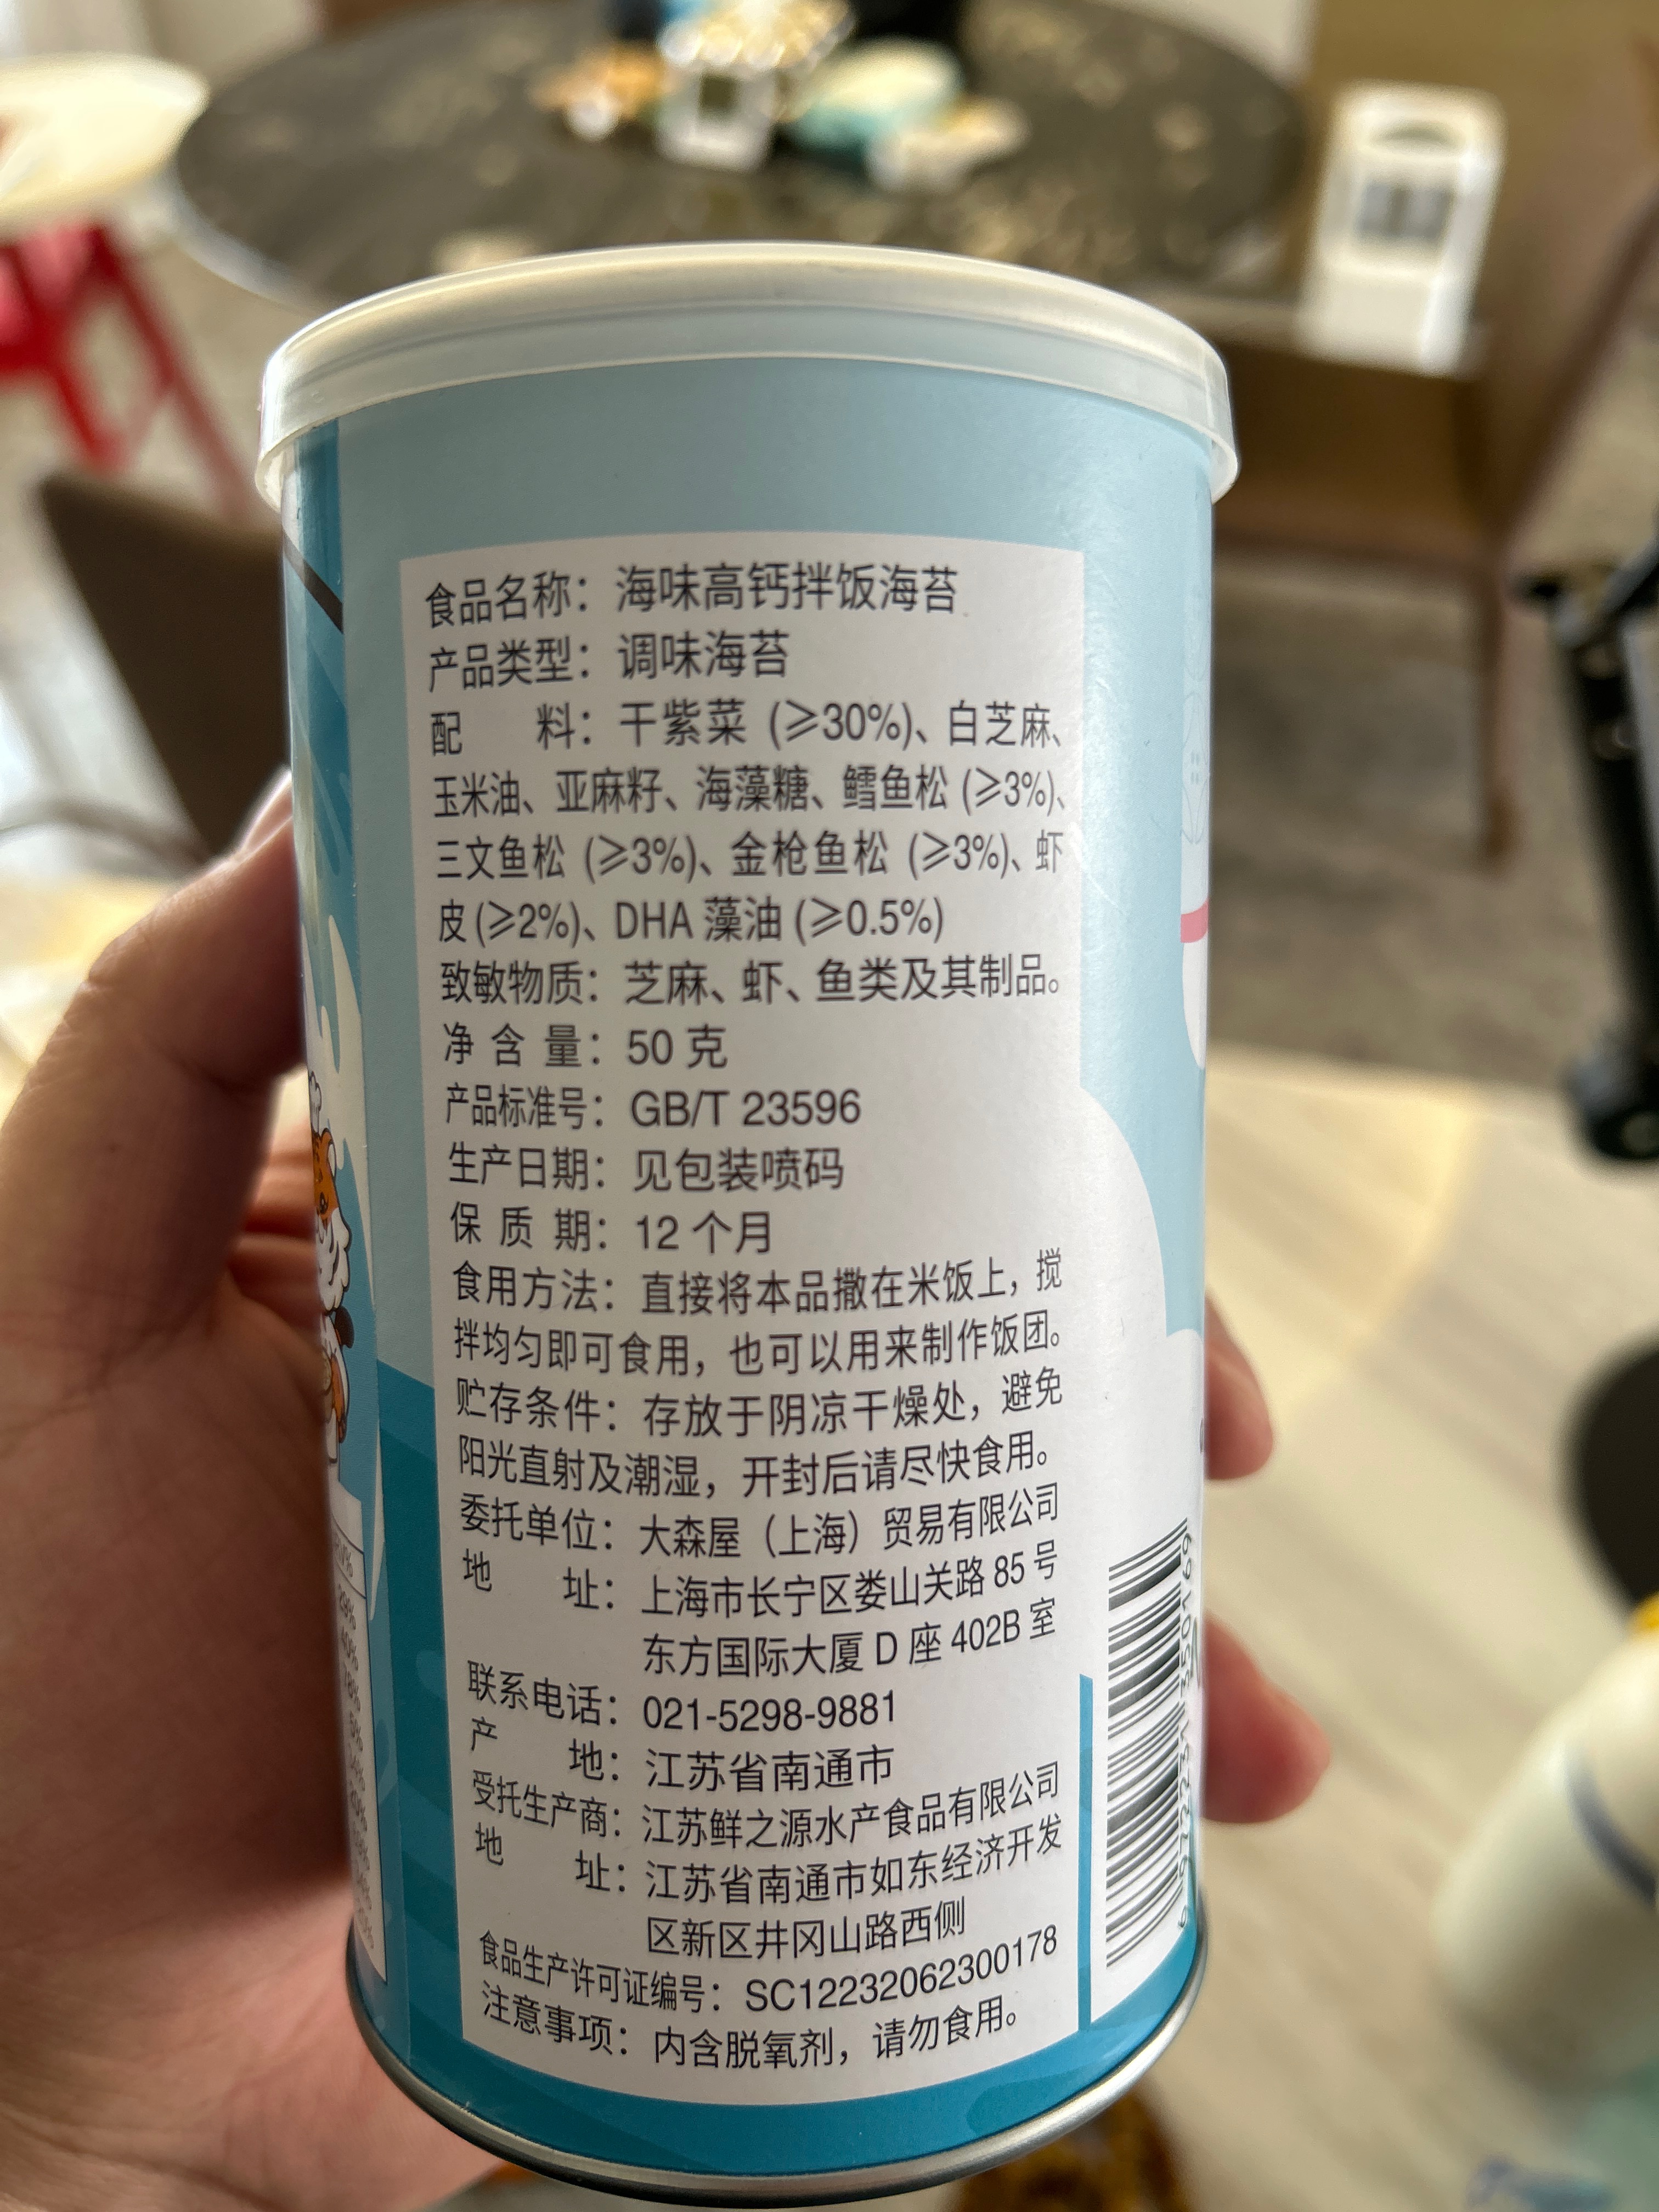 食品名称：海味高钙拌饭海苔
产品类型：调味海苔
配 料：干紫菜 (≥30%)、白芝麻、
玉米油、亚麻籽、海藻糖、鳕鱼松 (≥3%)、
三文鱼松 (≥3%)、金枪鱼松 (≥3%)、虾
皮 (≥2%)、DHA 藻油 (≥0.5%)
致敏物质：芝麻、虾、鱼类及其制品。
净 含 量：50 克
产品标准号：GB/T 23596
生产日期：见包装喷码
保 质 期：12 个月
食用方法：直接将本品撒在米饭上，搅
拌均匀即可食用，也可以用来制作饭团。
贮存条件：存放于阴凉干燥处，避免
阳光直射及潮湿，开封后请尽快食用。
委托单位：大森屋（上海）贸易有限公司
地 址：上海市长宁区娄山关路 85 号
东方国际大厦 D 座 402B 室
联系电话：021-5298-9881
产 地：江苏省南通市
受托生产商：江苏鲜之源水产食品有限公司
地 址：江苏省南通市如东经济开发
区新区井冈山路西侧
食品生产许可证编号：SC12232062300178
注意事项：内含脱氧剂，请勿食用。